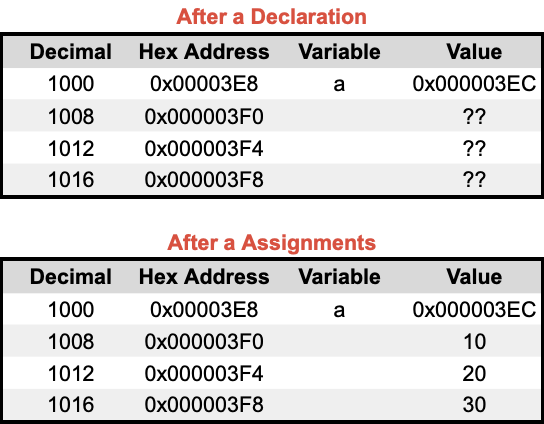 After a Declaration
Decimal Hex Address Variable Value
1000 0x00003E8 a 0x000003EC
1008 0x000003F0 ??
1012 0x000003F4 ??
1016 0x000003F8 ??
After a Assignments
Decimal Hex Address Variable Value
1000 0x00003E8 a 0x000003EC
1008 0x000003F0 10
1012 0x000003F4 20
1016 0x000003F8 30